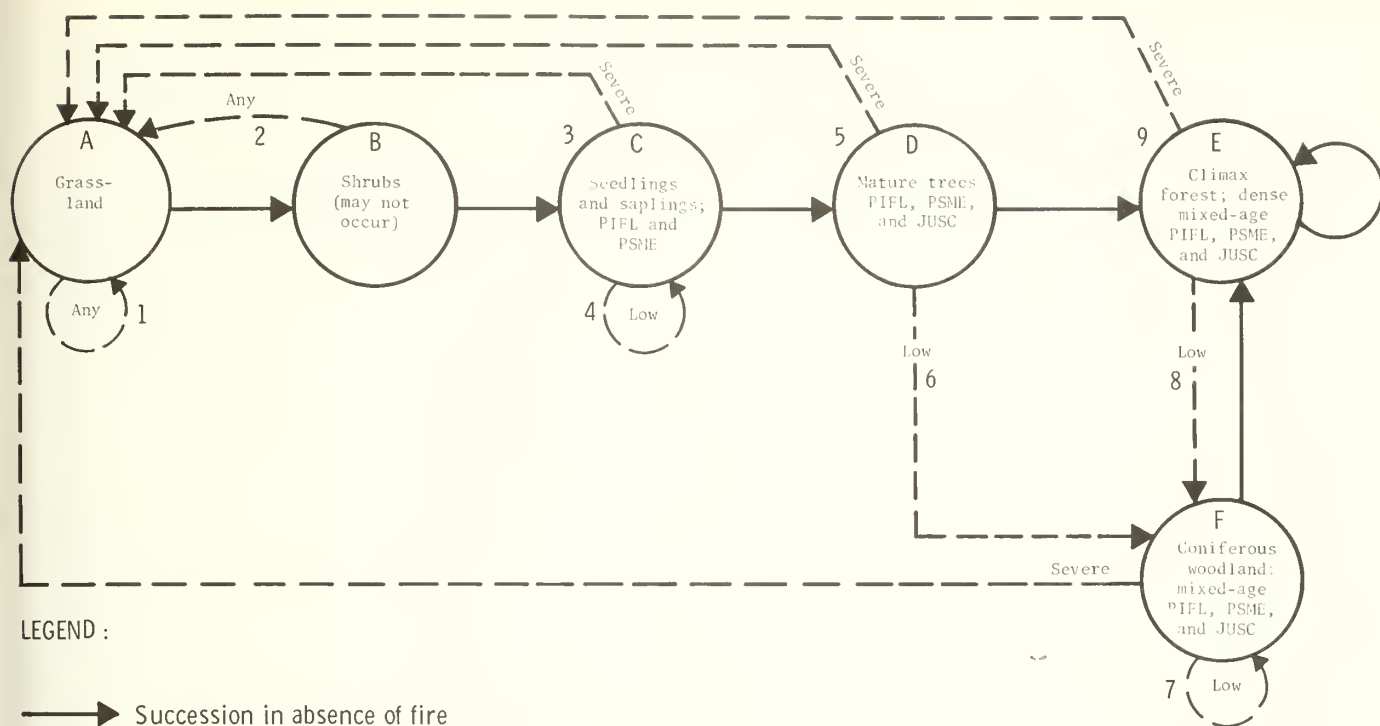 Severe
Severe
Severe
Any
2
A
Grass-
land
Any
1
B
Shrubs
(may not
occur)
3
C
Seedlings
and saplings;
PIFL and
PSME
4
Low
5
D
Mature trees
PIFL, PSME,
and JUSC
Low
6
9
E
Climax
forest; dense
mixed-age
PIFL, PSME,
and JUSC
Low
8
F
Coniferous
woodland:
mixed-age
PIFL, PSME,
and JUSC
Severe
7
Low
LEGEND :
Succession in absence of fire